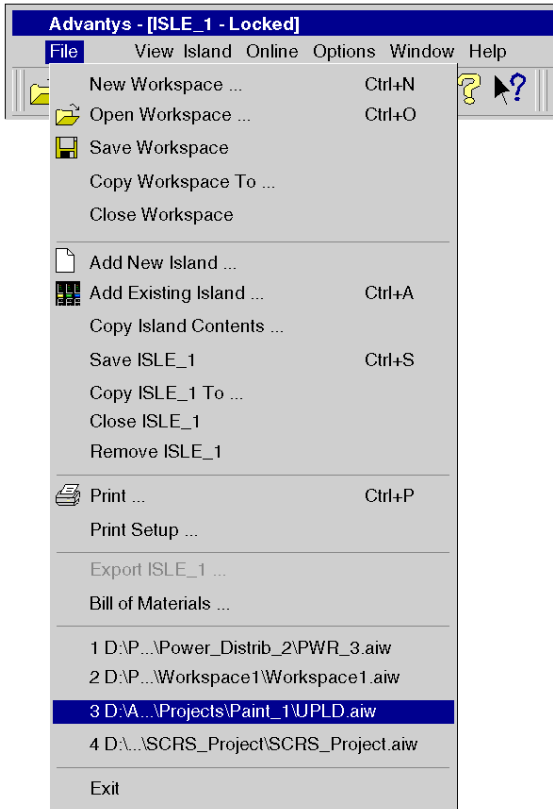 Advantys - [ISLE_1 - Locked]
File View Island Online Options Window Help
New Workspace ... Ctrl+N
Open Workspace ... Ctrl+O
Save Workspace
Copy Workspace To ...
Close Workspace
Add New Island ...
Add Existing Island ... Ctrl+A
Copy Island Contents ...
Save ISLE_1 Ctrl+S
Copy ISLE_1 To ...
Close ISLE_1
Remove ISLE_1
Print ... Ctrl+P
Print Setup ...
Export ISLE_1 ...
Bill of Materials ...
1 D:\P...\Power_Distrib_2\PWR_3.aiw
2 D:\P...\Workspace1\Workspace1.aiw
3 D:\A...\Projects\Paint_1\UPLD.aiw
4 D:\...\SCRS_Project\SCRS_Project.aiw
Exit